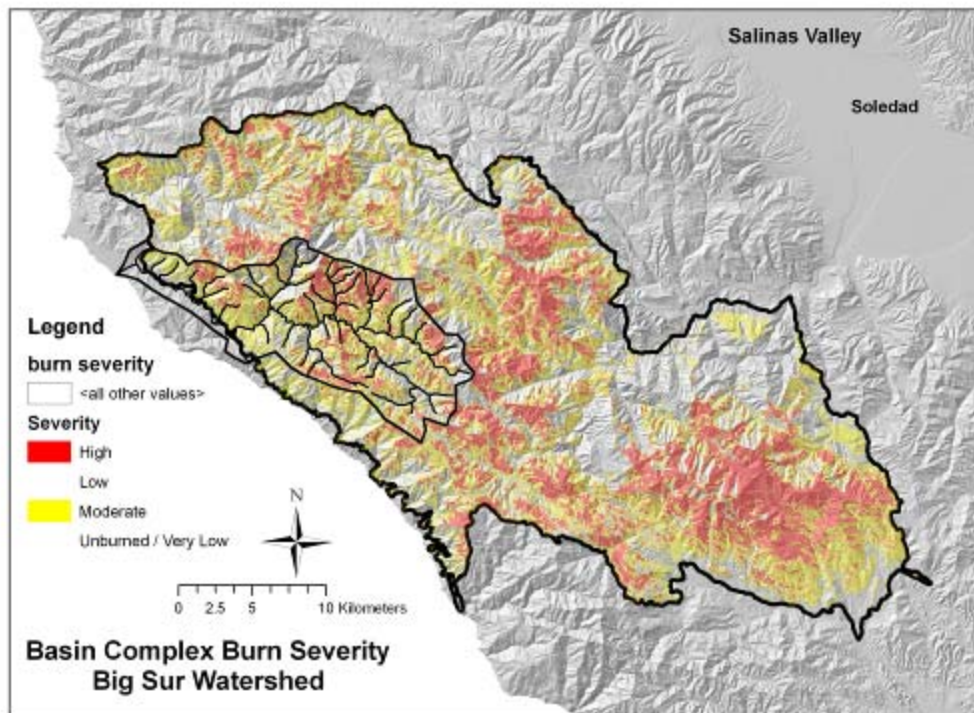 Salinas Valley
Soledad
Legend
burn severity
<all other values>
Severity
High
Low
Moderate
Unburned / Very Low
N
0 2.5 5 10 Kilometers
Basin Complex Burn Severity
Big Sur Watershed